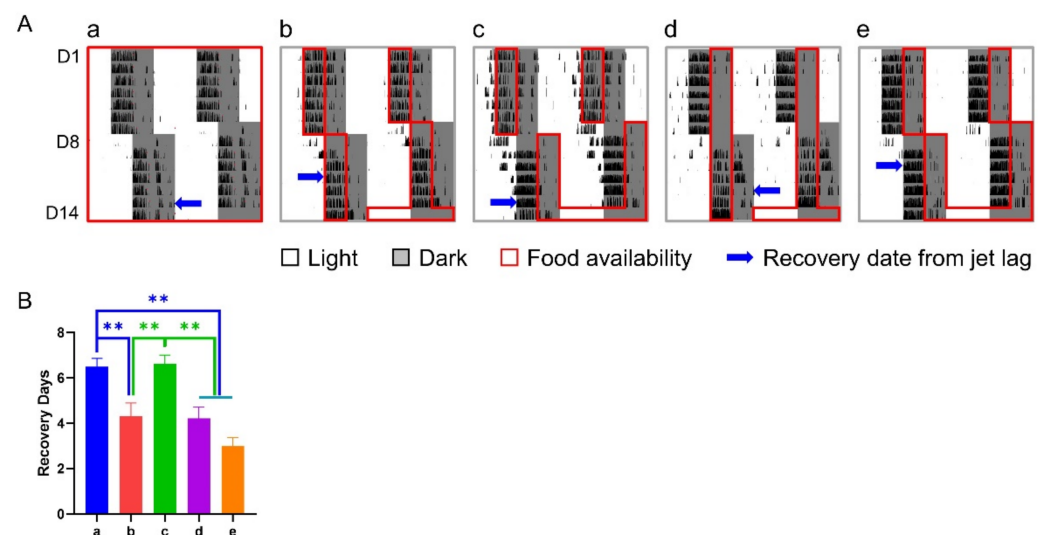 A
a b c d e
D1
D8
D14
Light Dark Food availability Recovery date from jet lag
B
**
** ** **
8
6
4
2
0
Recovery Days
a b c d e